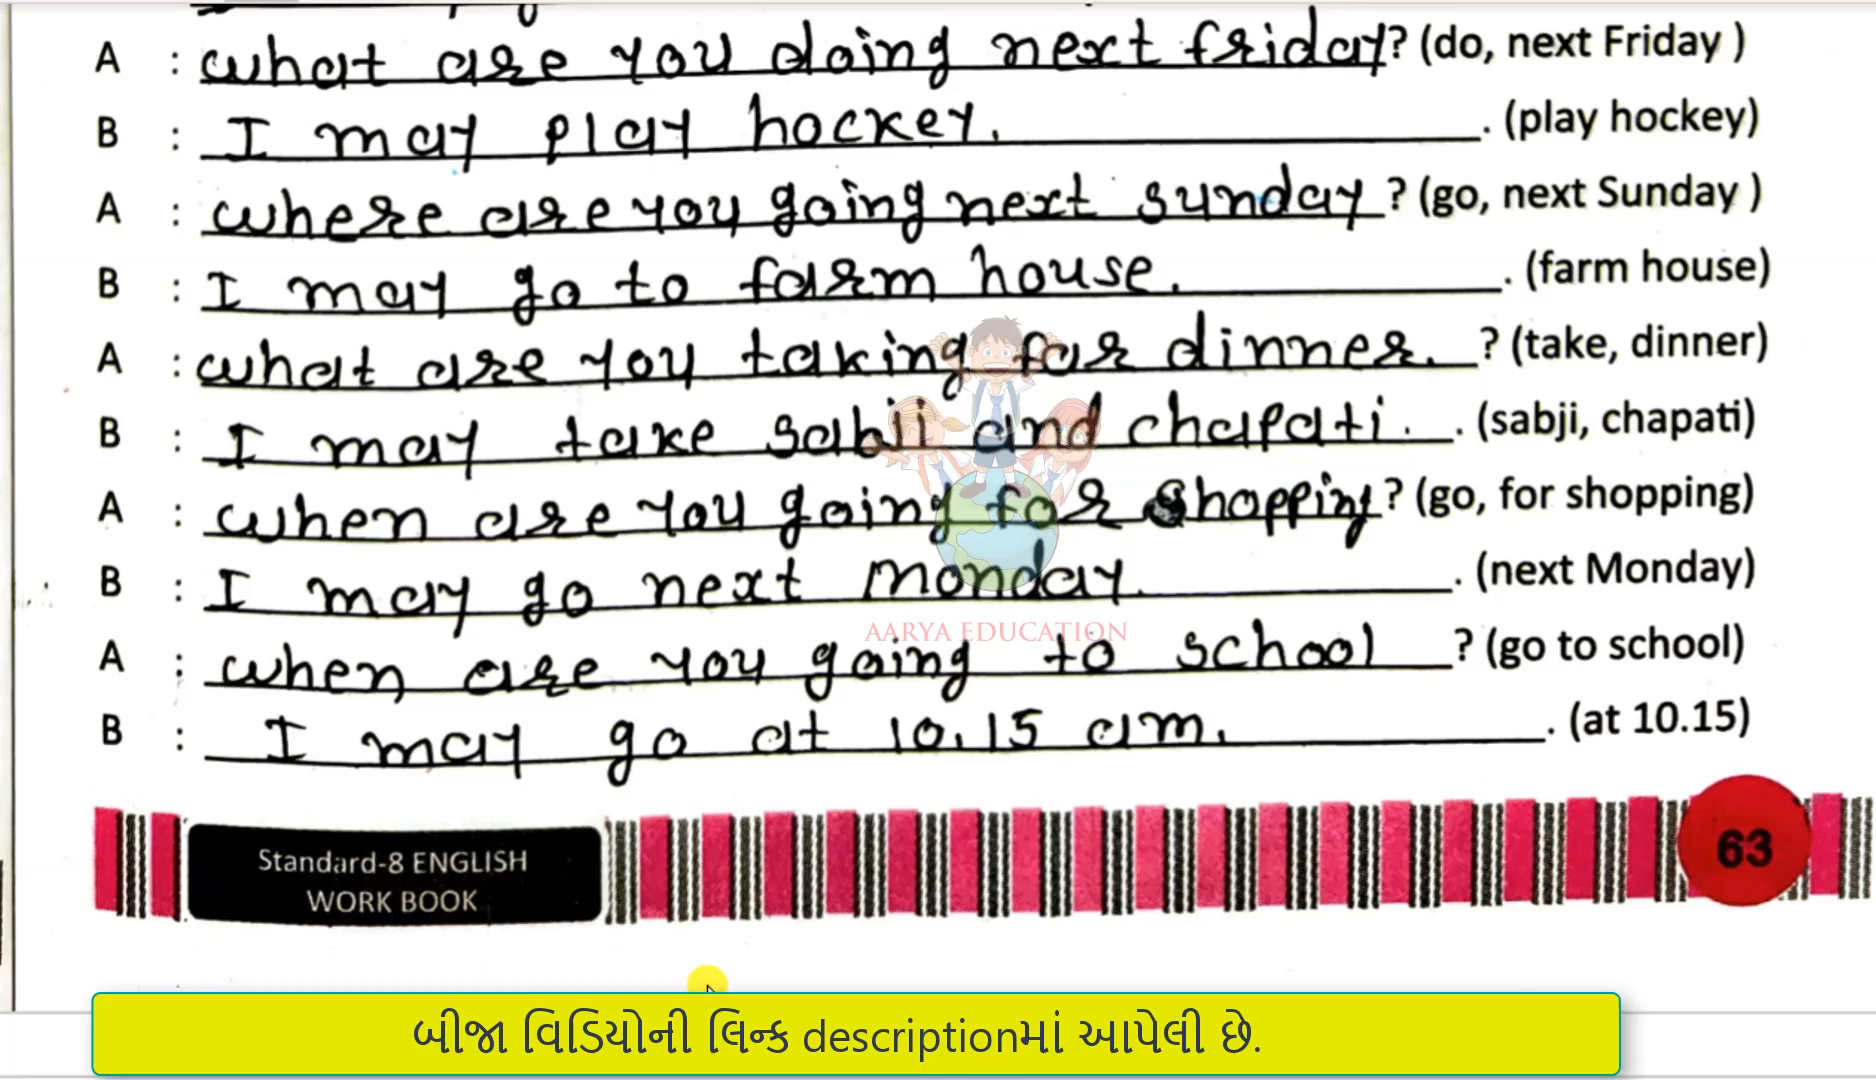 A : what are you doing next friday? (do, next Friday )
B : I may play hockey. . (play hockey)
A : where are you going next sunday ? (go, next Sunday )
B : I may go to farm house. . (farm house)
A : what are you taking for dinner. ? (take, dinner)
B : I may take sabji and chapati. . (sabji, chapati)
A : when are you going for shopping? (go, for shopping)
B : I may go next monday. . (next Monday)
AARYA EDUCATION
A : when are you going to school ? (go to school)
B : I may go at 10.15 am. . (at 10.15)
Standard-8 ENGLISH
WORK BOOK
63
બીજા વિડિયોની લિન્ક descriptionમાં આપેલી છે.